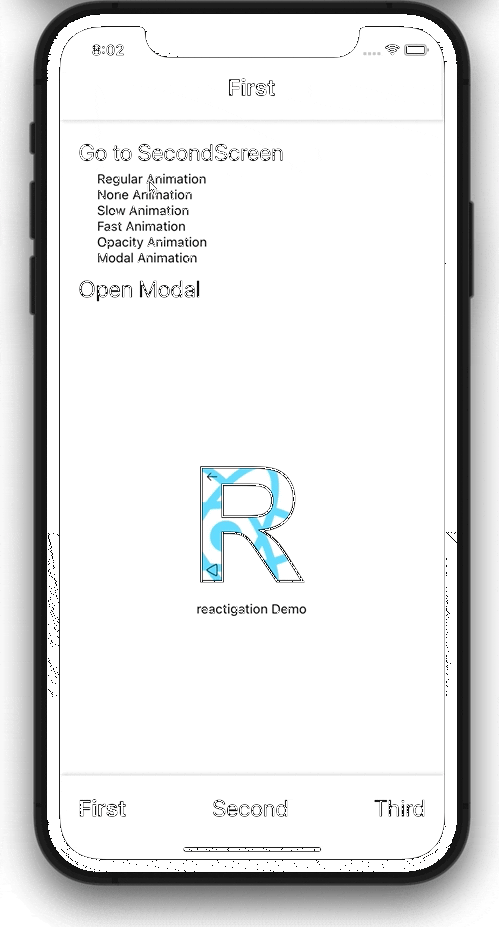 8:02
First
Go to SecondScreen
Regular Animation
None Animation
Slow Animation
Fast Animation
Opacity Animation
Modal Animation
Open Modal
R
reactigation Demo
First Second Third